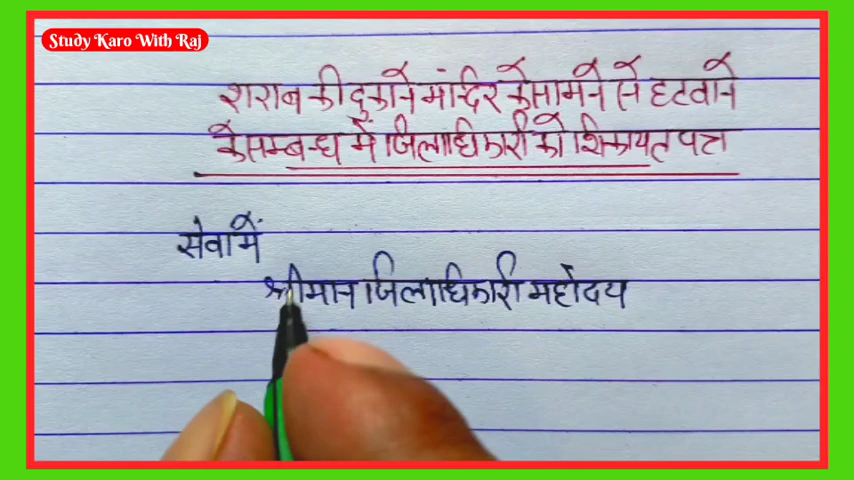 Study Karo With Raj
शराब की दुकाने मंदिर के सामने से हटवाने
के सम्बन्ध में जिलाधिकारी को शिकायत पत्र
सेवा में
श्रीमान जिलाधिकारी महोदय